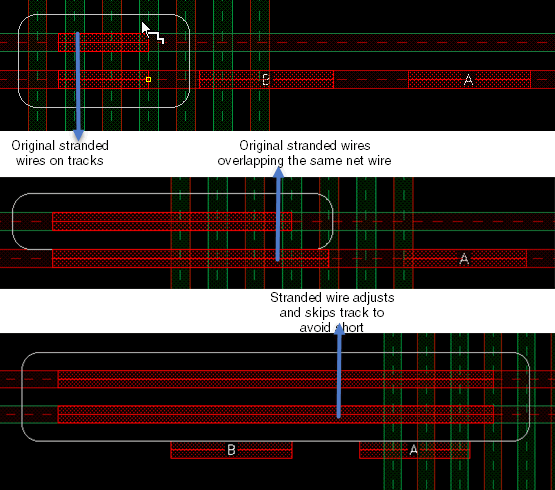 B A
Original stranded
wires on tracks
Original stranded wires
overlapping the same net wire
A
Stranded wire adjusts
and skips track to
avoid short
B A